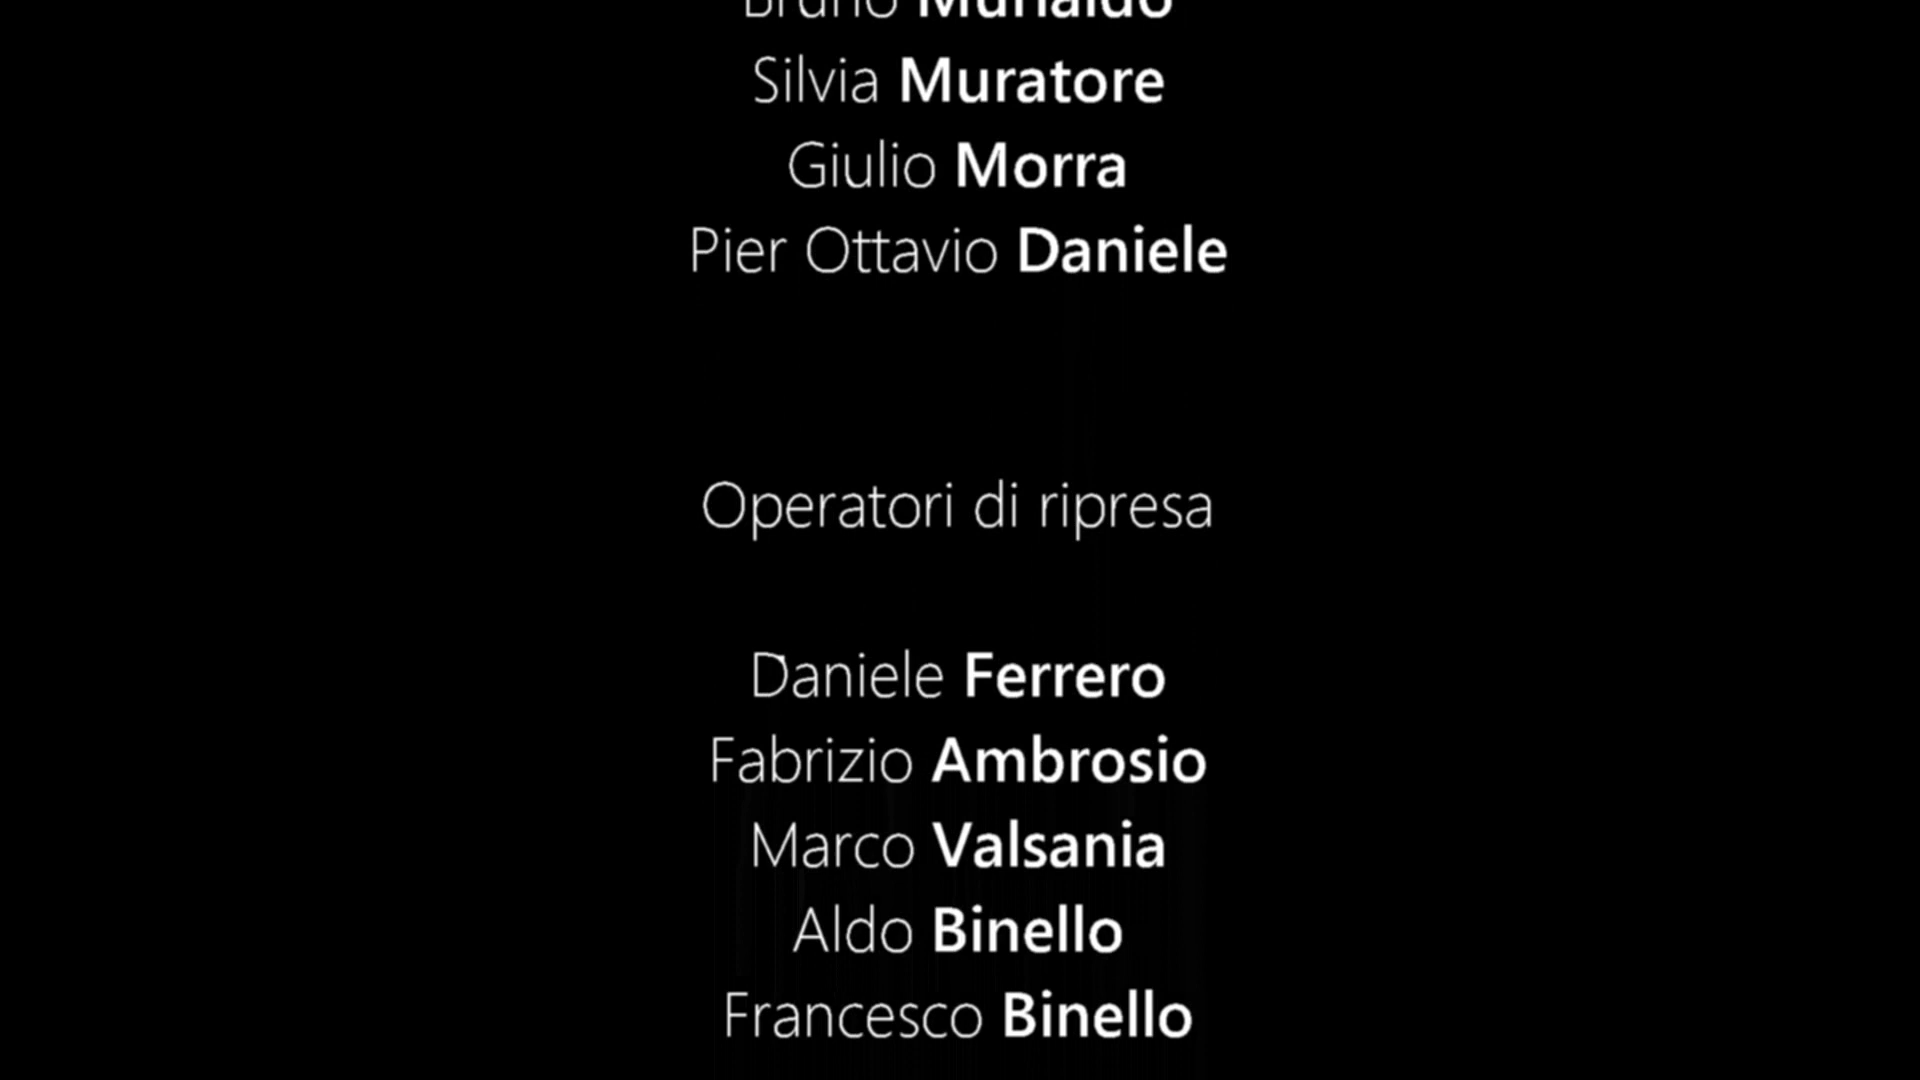 Bruno
Silvia Muratore
Giulio Morra
Pier Ottavio Daniele
Operatori di ripresa
Daniele Ferrero
Fabrizio Ambrosio
Marco Valsania
Aldo Binello
Francesco Binello